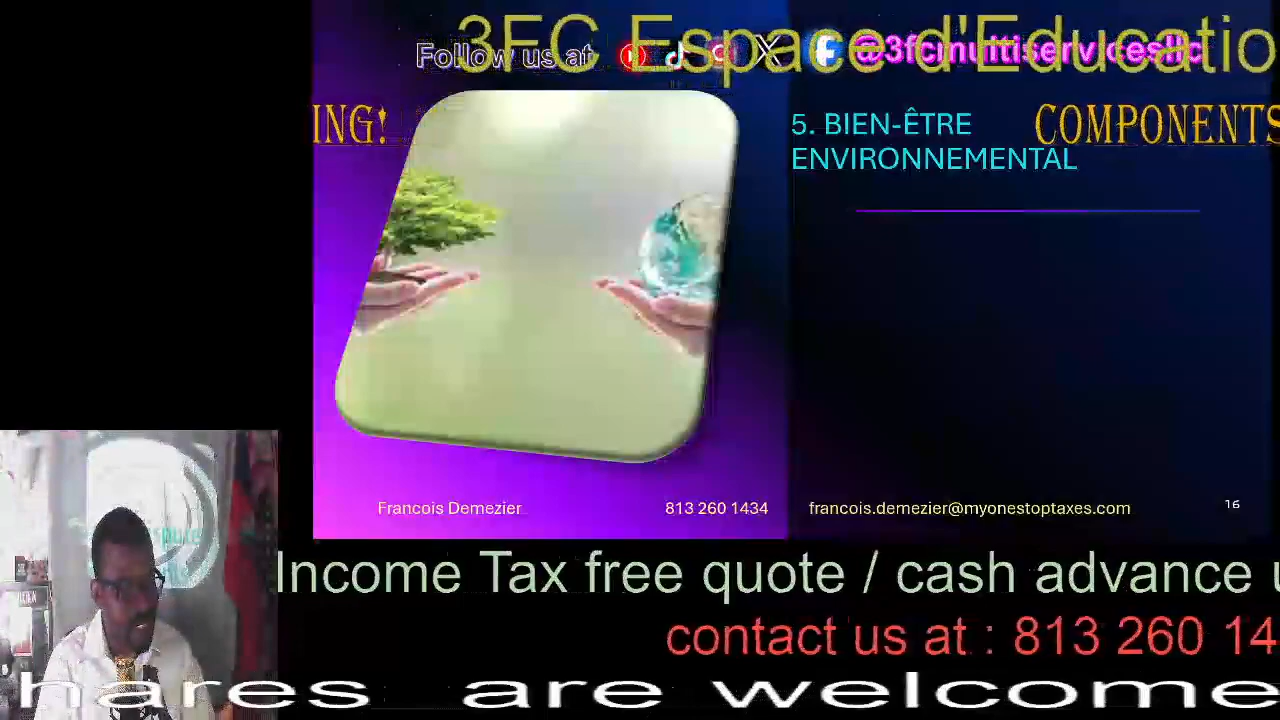 3FC Espace d'Educatio
Follow us at @3fcmultiservicesllc
ING!
COMPONENTS
5. BIEN-ÊTRE
ENVIRONNEMENTAL
Francois Demezier
813 260 1434
francois.demezier@myonestoptaxes.com
16
Income Tax free quote / cash advance u
contact us at : 813 260 14
hares are welcome